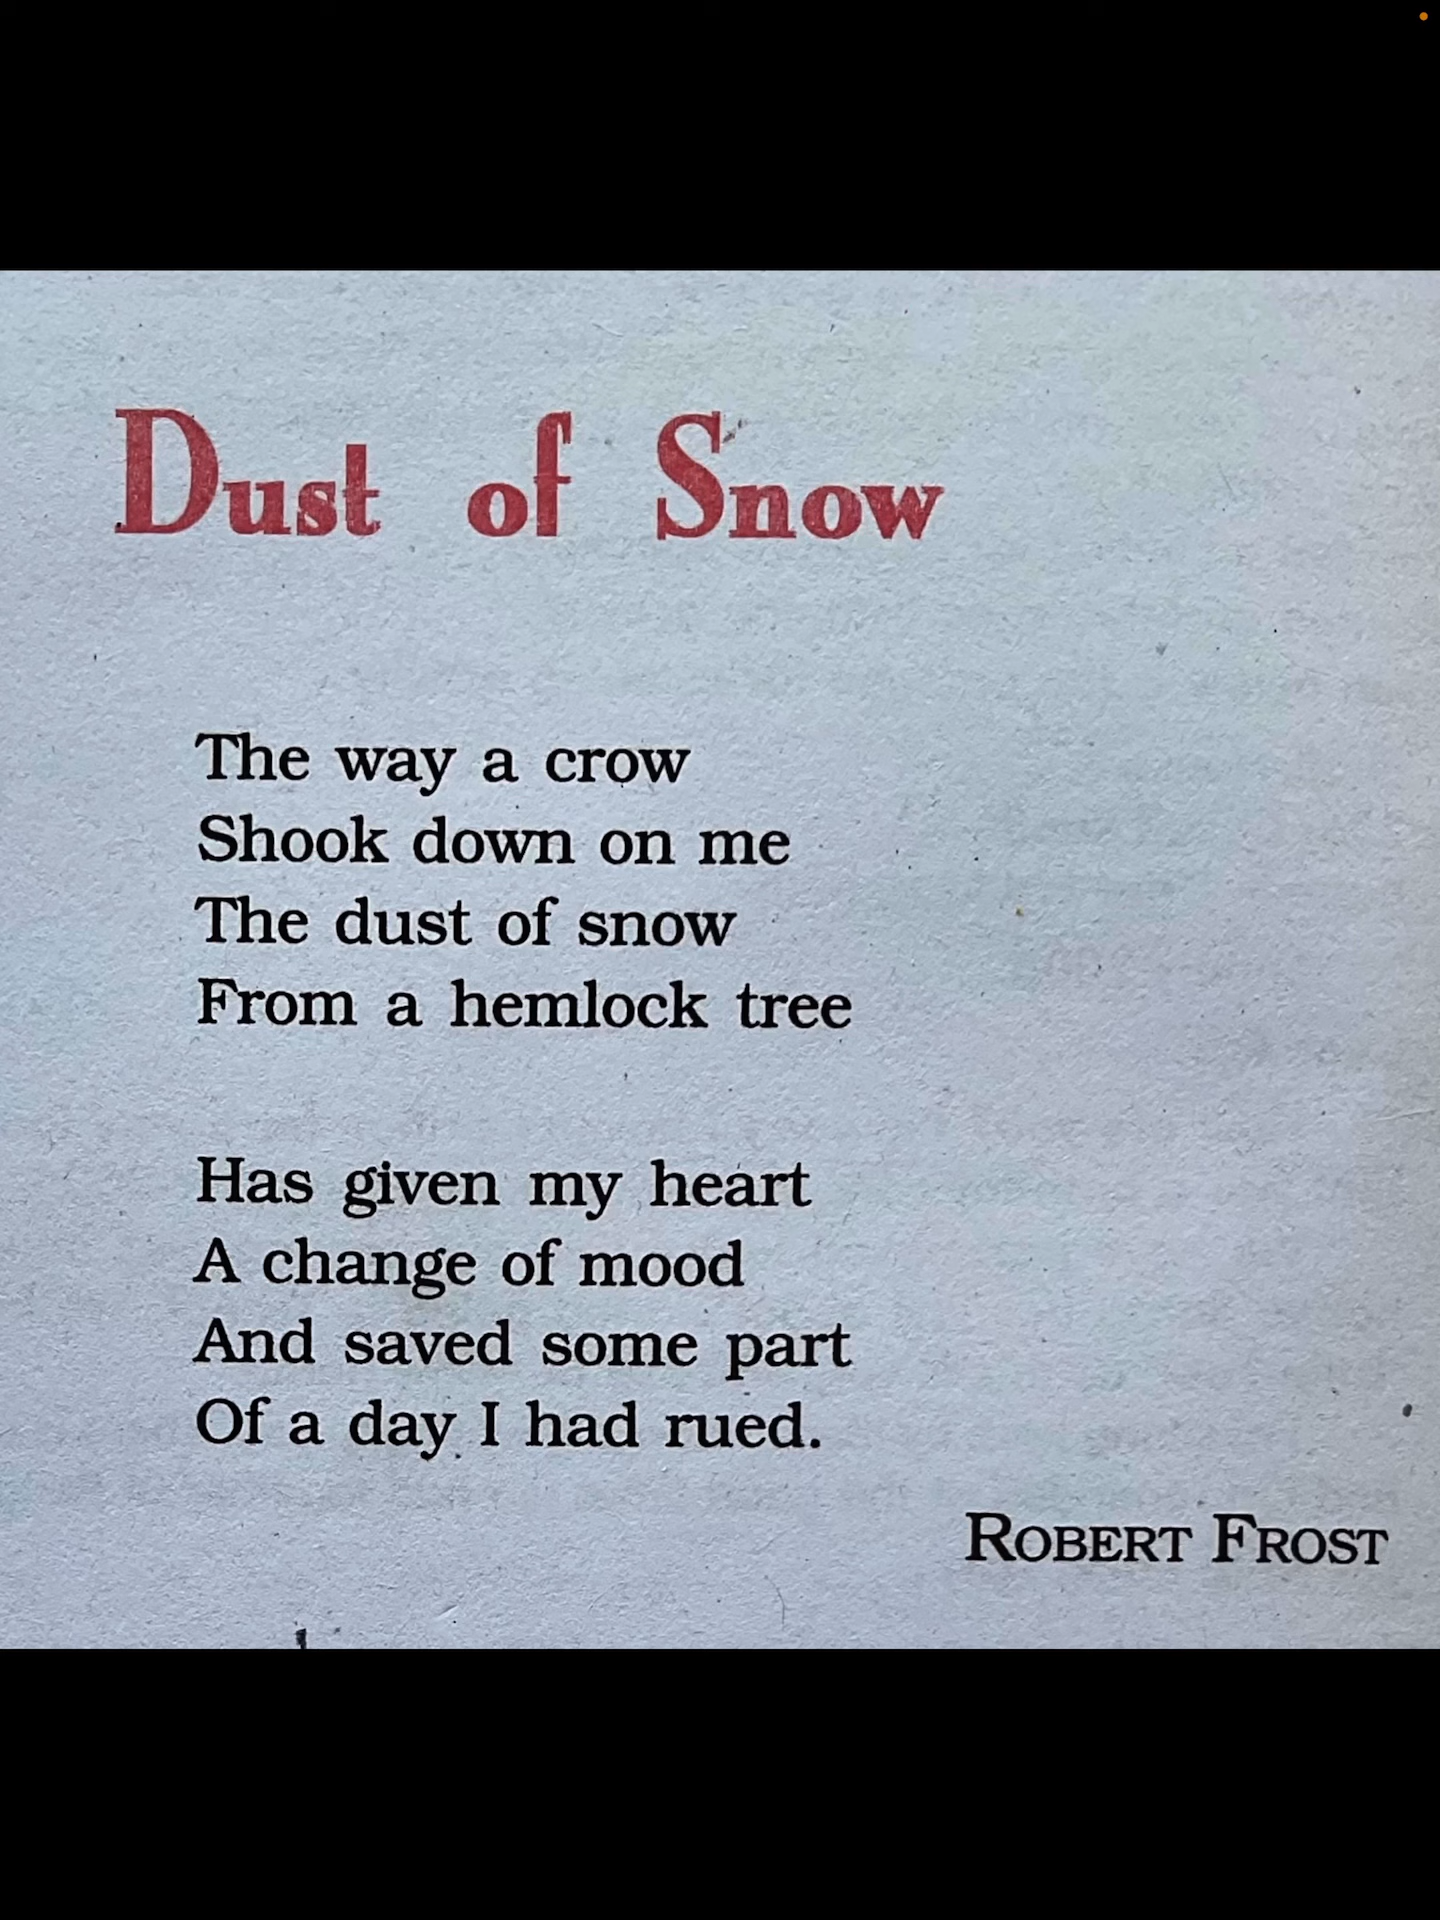 Dust of Snow
The way a crow
Shook down on me
The dust of snow
From a hemlock tree
Has given my heart
A change of mood
And saved some part
Of a day I had rued.
ROBERT FROST